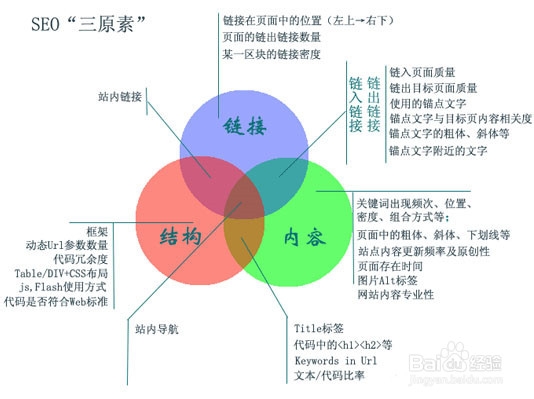 SEO“三原素”
链接在页面中的位置（左上→右下）
页面的链出链接数量
某一区块的链接密度
站内链接
链接
链入链接
链出链接
链入页面质量
链出目标页面质量
使用的锚点文字
锚点文字与目标页内容相关度
锚点文字的粗体、斜体等
锚点文字附近的文字
结构
内容
框架
动态Url参数数量
代码冗余度
Table/DIV+CSS布局
js,Flash使用方式
代码是否符合Web标准
关键词出现频次、位置、
密度、组合方式等；
页面中的粗体、斜体、下划线等
站点内容更新频率及原创性
页面存在时间
图片Alt标签
网站内容专业性
站内导航
Title标签
代码中的<h1><h2>等
Keywords in Url
文本/代码比率
Baidu经验
jingyan.baidu.com